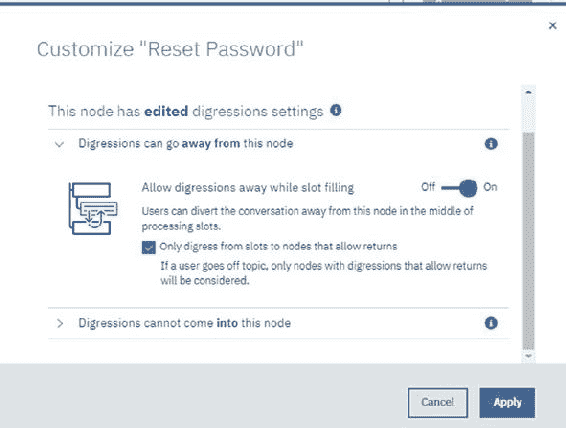 Customize "Reset Password"
This node has edited digressions settings
Digressions can go away from this node
Allow digressions away while slot filling
Off On
Users can divert the conversation away from this node in the middle of
processing slots.
Only digress from slots to nodes that allow returns
If a user goes off topic, only nodes with digressions that allow returns
will be considered.
Digressions cannot come into this node
Cancel Apply